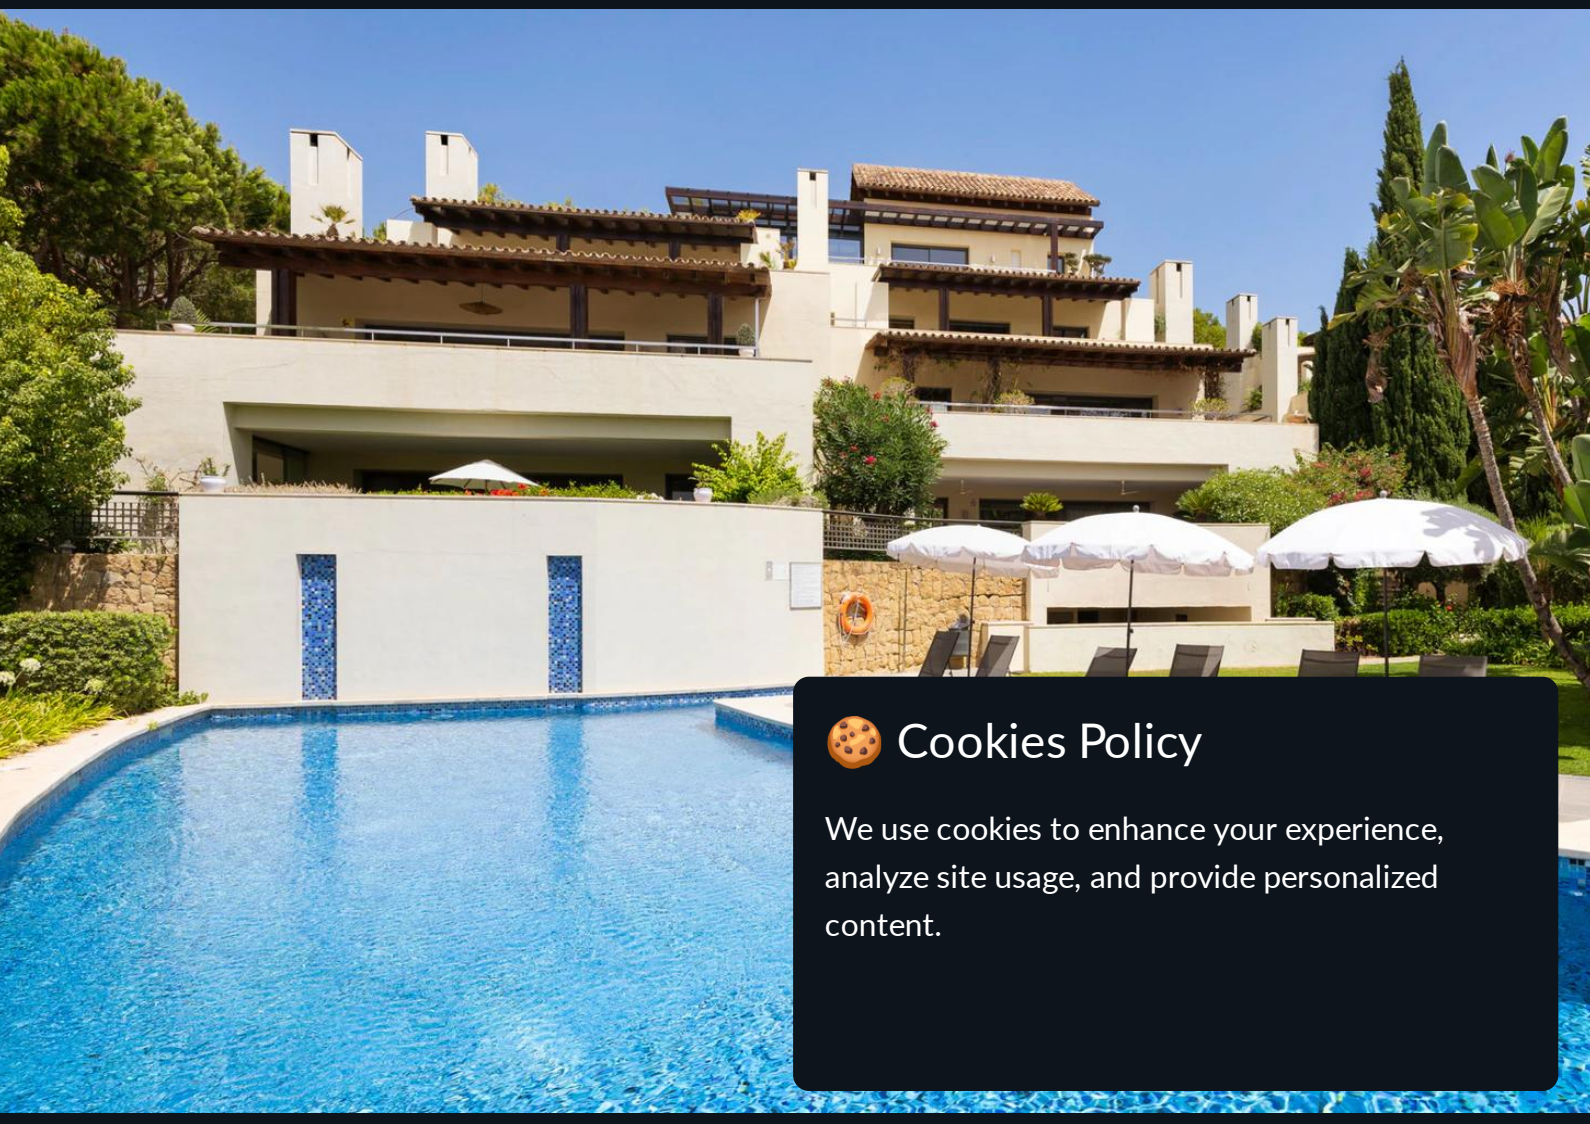 🍪 Cookies Policy
We use cookies to enhance your experience,
analyze site usage, and provide personalized
content.